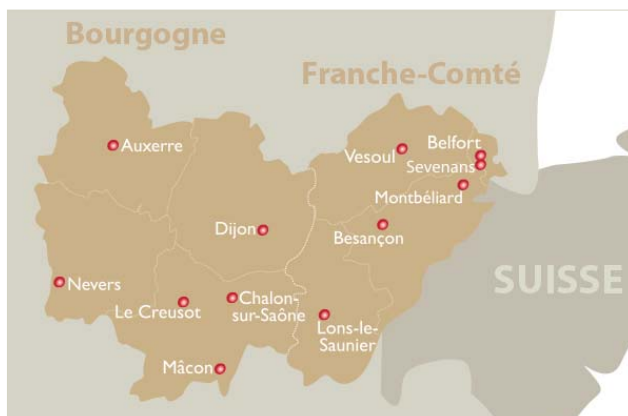 Bourgogne
Franche-Comté
Auxerre
Vesoul
Belfort
Sevenans
Montbéliard
Dijon
Besançon
Nevers
Le Creusot
Chalon-
sur-Saône
Lons-le-
Saunier
Mâcon
SUISSE